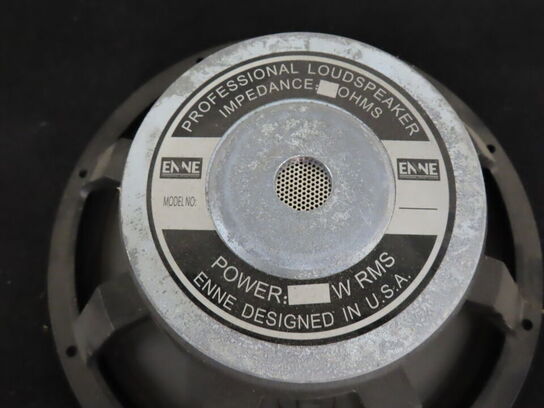 PROFESSIONAL LOUDSPEAKER
IMPEDANCE: OHMS
ENNE
ENNE
MODEL NO:
POWER: W RMS
ENNE DESIGNED IN U.S.A.